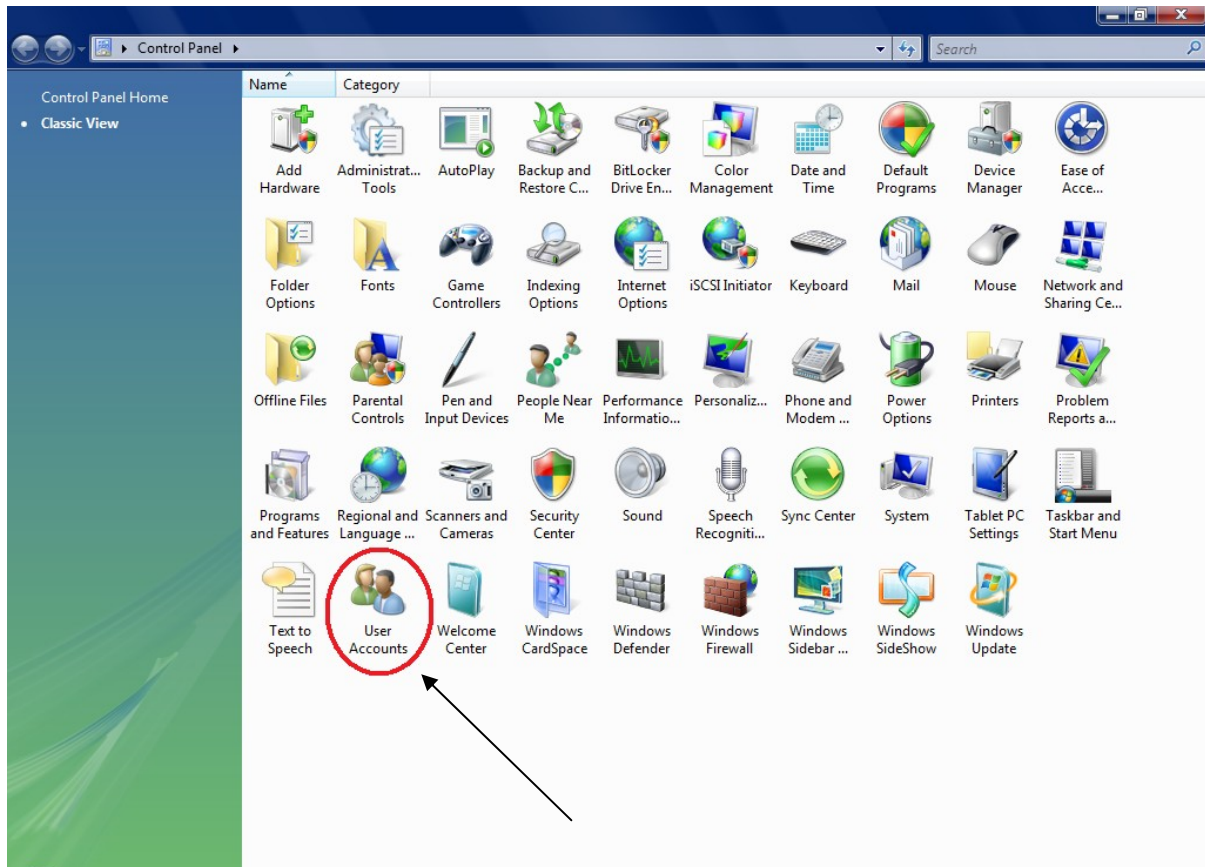 Control Panel
Search
Control Panel Home
Classic View
Name Category
Add Hardware
Administrat... Tools
AutoPlay
Backup and Restore C...
BitLocker Drive En...
Color Management
Date and Time
Default Programs
Device Manager
Ease of Acce...
Folder Options
Fonts
Game Controllers
Indexing Options
Internet Options
iSCSI Initiator
Keyboard
Mail
Mouse
Network and Sharing Ce...
Offline Files
Parental Controls
Pen and Input Devices
People Near Me
Performance Informatio...
Personaliz...
Phone and Modem ...
Power Options
Printers
Problem Reports a...
Programs and Features
Regional and Language ...
Scanners and Cameras
Security Center
Sound
Speech Recogniti...
Sync Center
System
Tablet PC Settings
Taskbar and Start Menu
Text to Speech
User Accounts
Welcome Center
Windows CardSpace
Windows Defender
Windows Firewall
Windows Sidebar ...
Windows SideShow
Windows Update